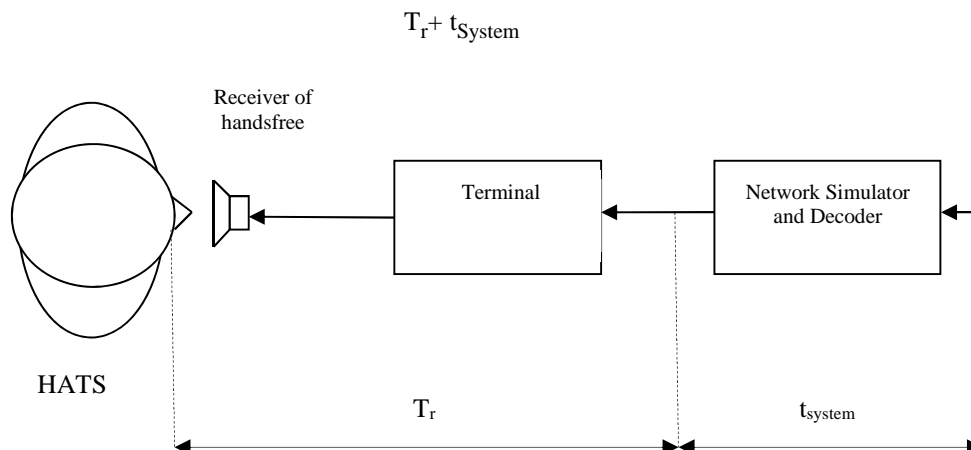 Tr+ tSystem
Receiver of
handsfree
Terminal
Network Simulator
and Decoder
HATS
Tr
tsystem